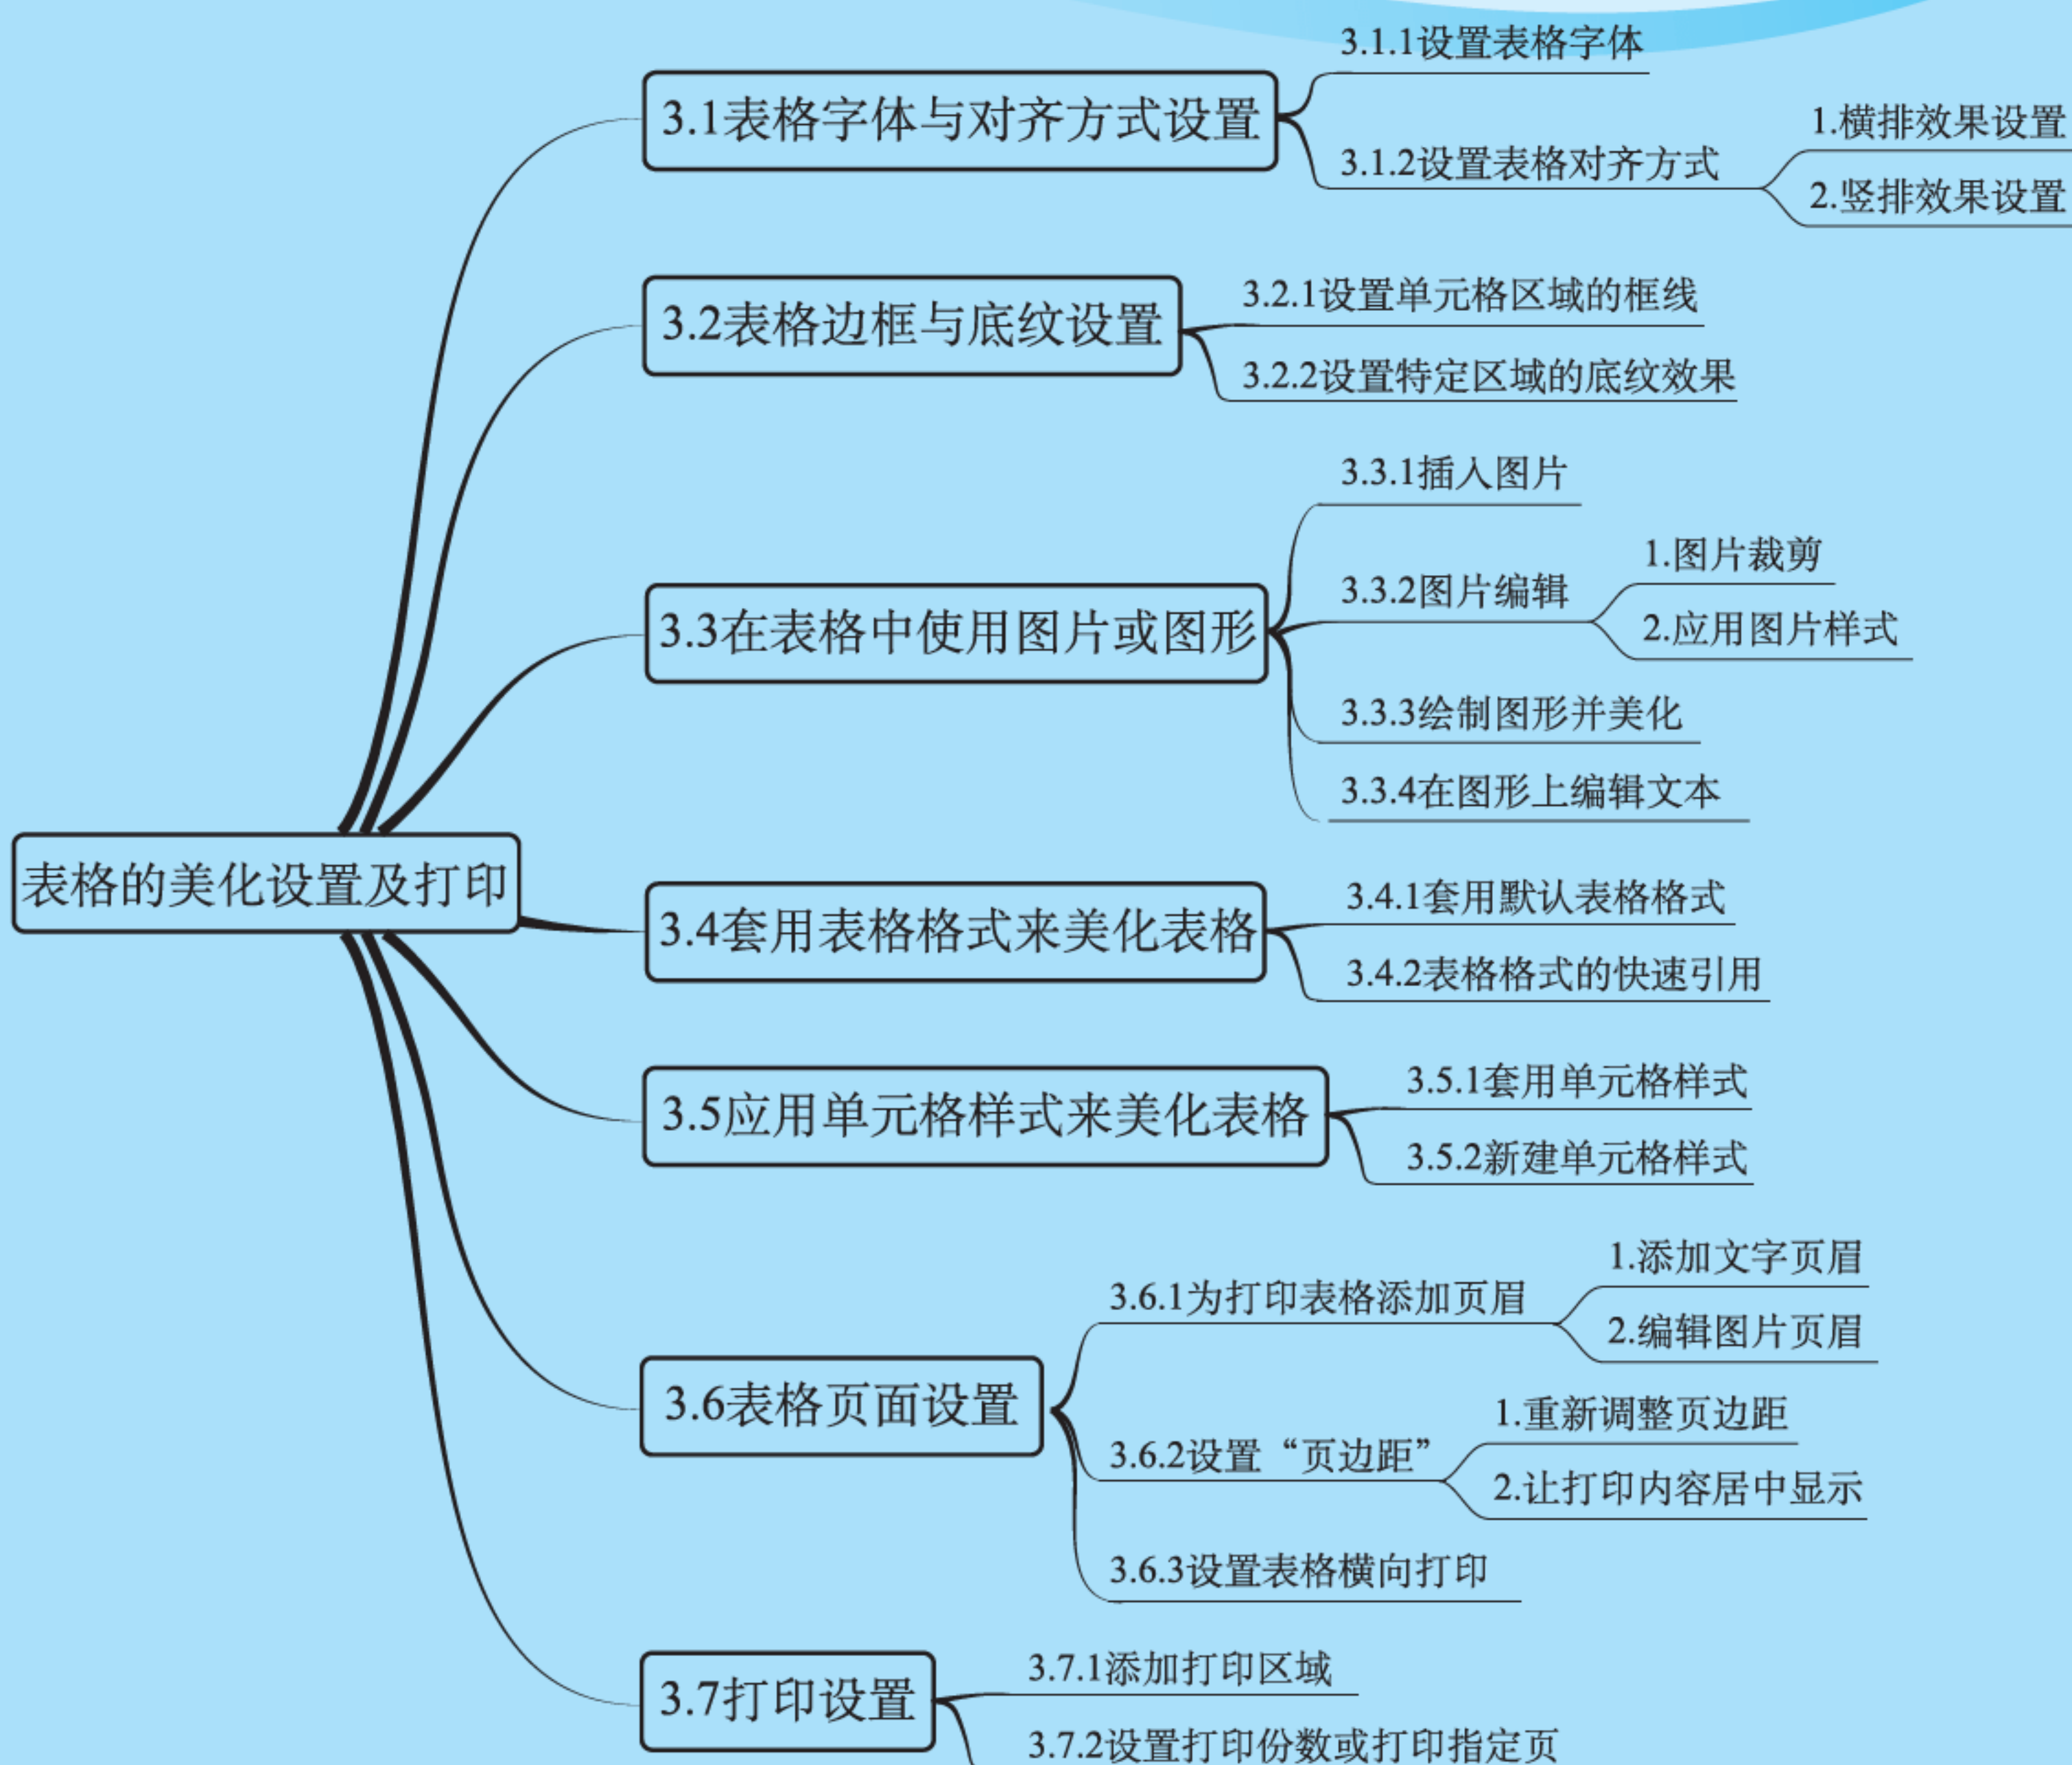 表格的美化设置及打印
3.1表格字体与对齐方式设置
3.1.1设置表格字体
3.1.2设置表格对齐方式
1.横排效果设置
2.竖排效果设置
3.2表格边框与底纹设置
3.2.1设置单元格区域的框线
3.2.2设置特定区域的底纹效果
3.3在表格中使用图片或图形
3.3.1插入图片
3.3.2图片编辑
1.图片裁剪
2.应用图片样式
3.3.3绘制图形并美化
3.3.4在图形上编辑文本
3.4套用表格格式来美化表格
3.4.1套用默认表格格式
3.4.2表格格式的快速引用
3.5应用单元格样式来美化表格
3.5.1套用单元格样式
3.5.2新建单元格样式
3.6表格页面设置
3.6.1为打印表格添加页眉
1.添加文字页眉
2.编辑图片页眉
3.6.2设置“页边距”
1.重新调整页边距
2.让打印内容居中显示
3.6.3设置表格横向打印
3.7打印设置
3.7.1添加打印区域
3.7.2设置打印份数或打印指定页